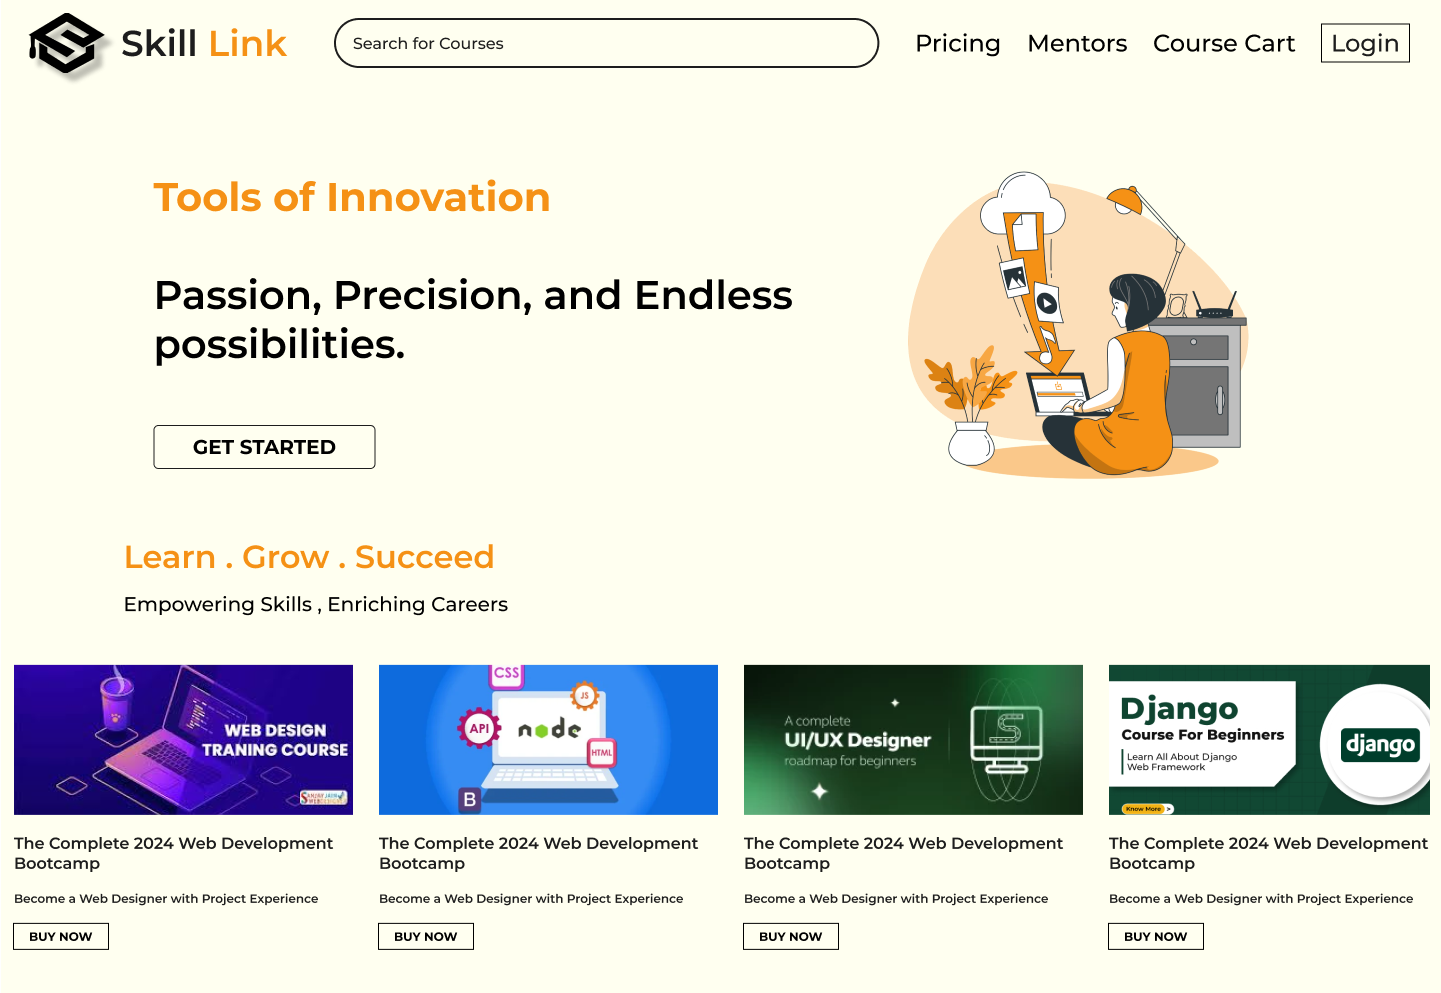 Skill Link
Search for Courses
Pricing
Mentors
Course Cart
Login
Tools of Innovation
Passion, Precision, and Endless
possibilities.
GET STARTED
Learn . Grow . Succeed
Empowering Skills , Enriching Careers
WEB DESIGN
TRANING COURSE
CSS
JS
API
node
HTML
B
A complete
UI/UX Designer
roadmap for beginners
Django
Course For Beginners
Learn All About Django
Web Framework
Know More >
django
The Complete 2024 Web Development
Bootcamp
Become a Web Designer with Project Experience
BUY NOW
The Complete 2024 Web Development
Bootcamp
Become a Web Designer with Project Experience
BUY NOW
The Complete 2024 Web Development
Bootcamp
Become a Web Designer with Project Experience
BUY NOW
The Complete 2024 Web Development
Bootcamp
Become a Web Designer with Project Experience
BUY NOW